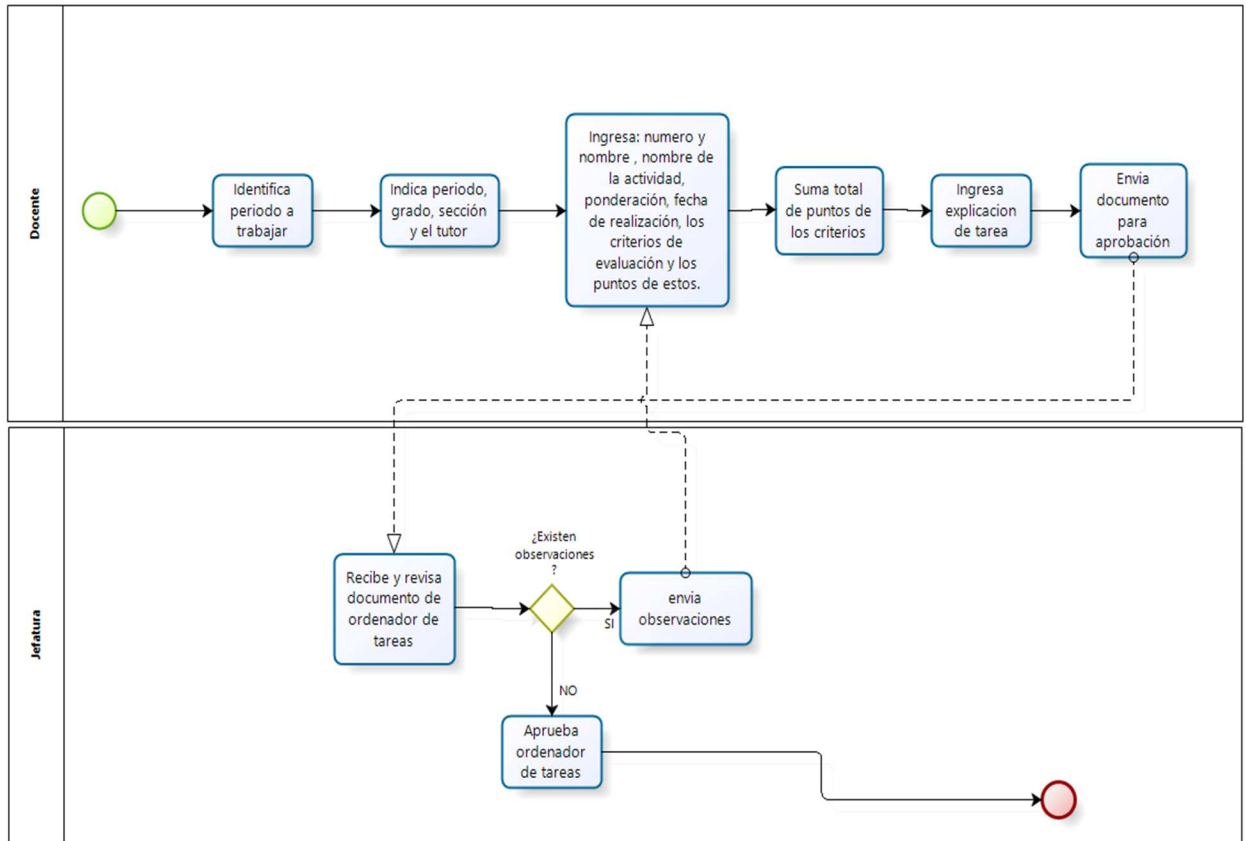 Docente
Identifica
periodo a
trabajar
Indica periodo,
grado, sección
y el tutor
Ingresa: numero y
nombre , nombre de
la actividad,
ponderación, fecha
de realización, los
criterios de
evaluación y los
puntos de estos.
Suma total
de puntos de
los criterios
Ingresa
explicacion
de tarea
Envia
documento
para
aprobación
Jefatura
Recibe y revisa
documento de
ordenador de
tareas
¿Existen
observaciones
?
SI
envia
observaciones
NO
Aprueba
ordenador
de tareas